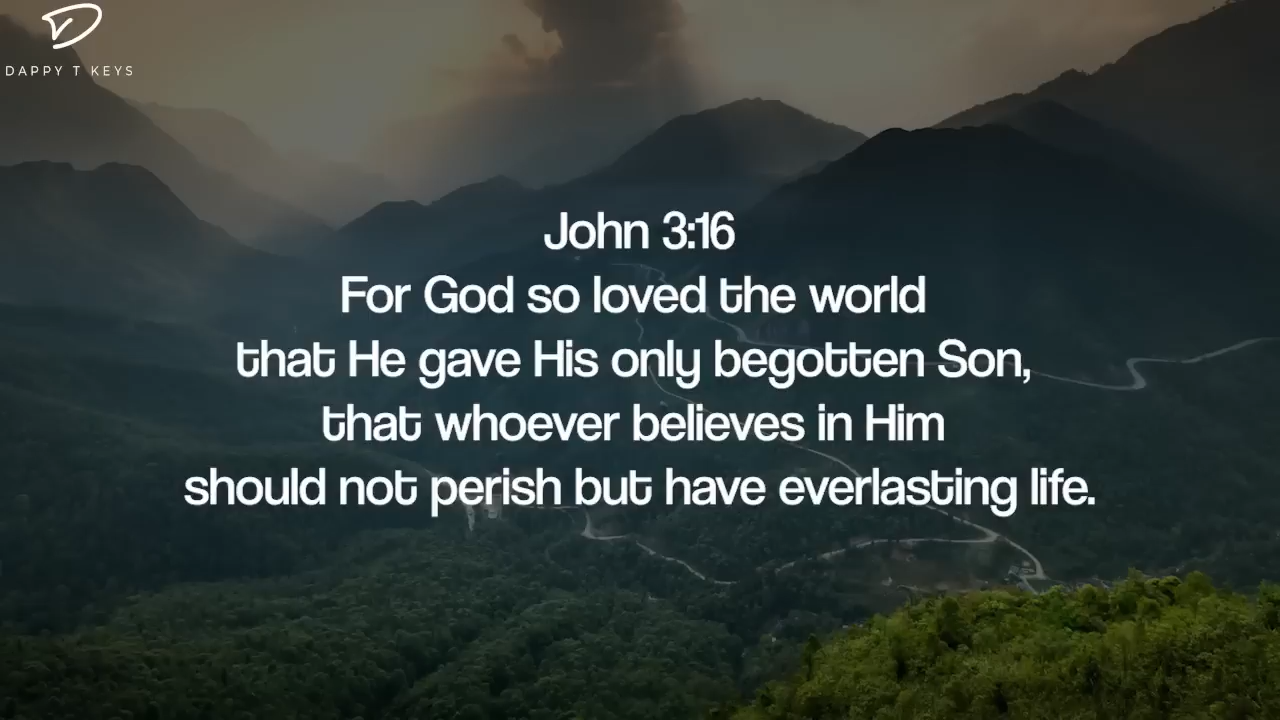 DAPPY T KEYS
John 3:16
For God so loved the world
that He gave His only begotten Son,
that whoever believes in Him
should not perish but have everlasting life.